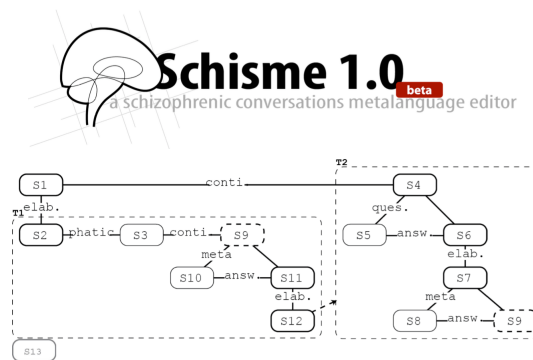 Schisme 1.0
beta
a schizophrenic conversations metalanguage editor
T2
S1 conti. S4
elab. ques.
T1
S2 phatic S3 conti. S9 S5 answ. S6
meta elab.
S10 answ. S11 S7
elab. meta
S12 S8 answ. S9
S13